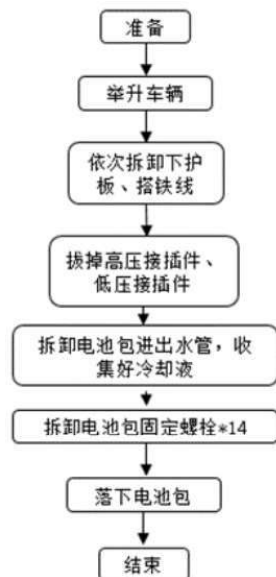 准备
举升车辆
依次拆卸下护
板、搭铁线
拔掉高压接插件、
低压接插件
拆卸电池包进出水管，收
集好冷却液
拆卸电池包固定螺栓*14
落下电池包
结束